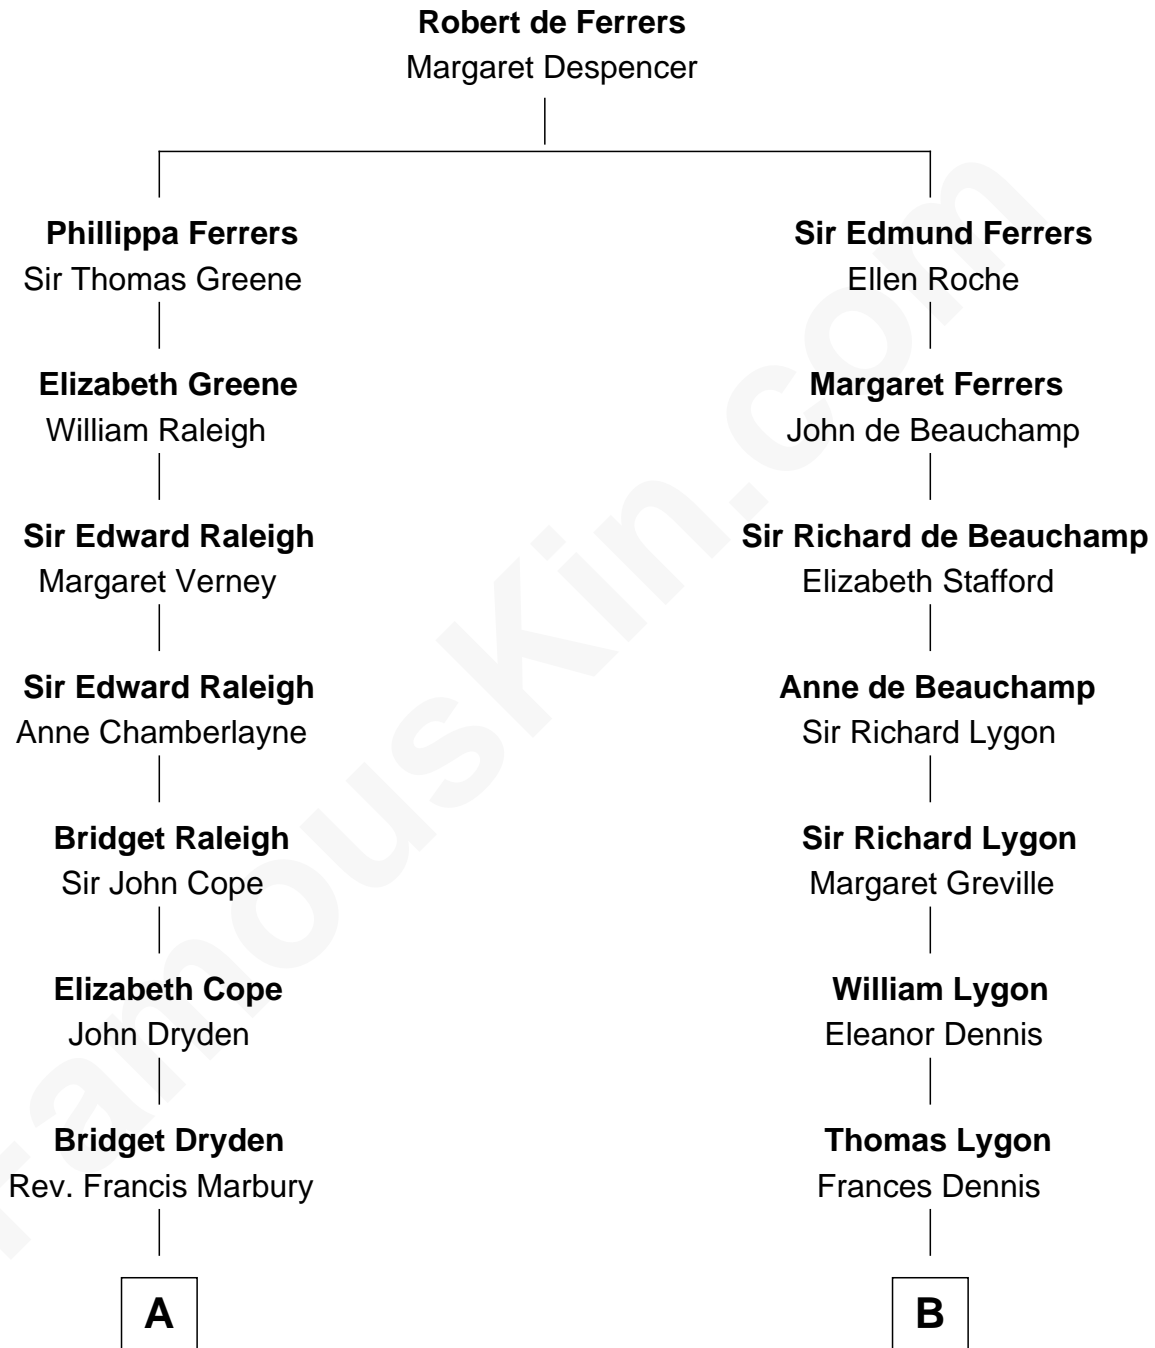 Robert de Ferrers
Margaret Despencer
Phillippa Ferrers
Sir Thomas Greene
Elizabeth Greene
William Raleigh
Sir Edward Raleigh
Margaret Verney
Sir Edward Raleigh
Anne Chamberlayne
Bridget Raleigh
Sir John Cope
Elizabeth Cope
John Dryden
Bridget Dryden
Rev. Francis Marbury
A
Sir Edmund Ferrers
Ellen Roche
Margaret Ferrers
John de Beauchamp
Sir Richard de Beauchamp
Elizabeth Stafford
Anne de Beauchamp
Sir Richard Lygon
Sir Richard Lygon
Margaret Greville
William Lygon
Eleanor Dennis
Thomas Lygon
Frances Dennis
B
famouskin.com